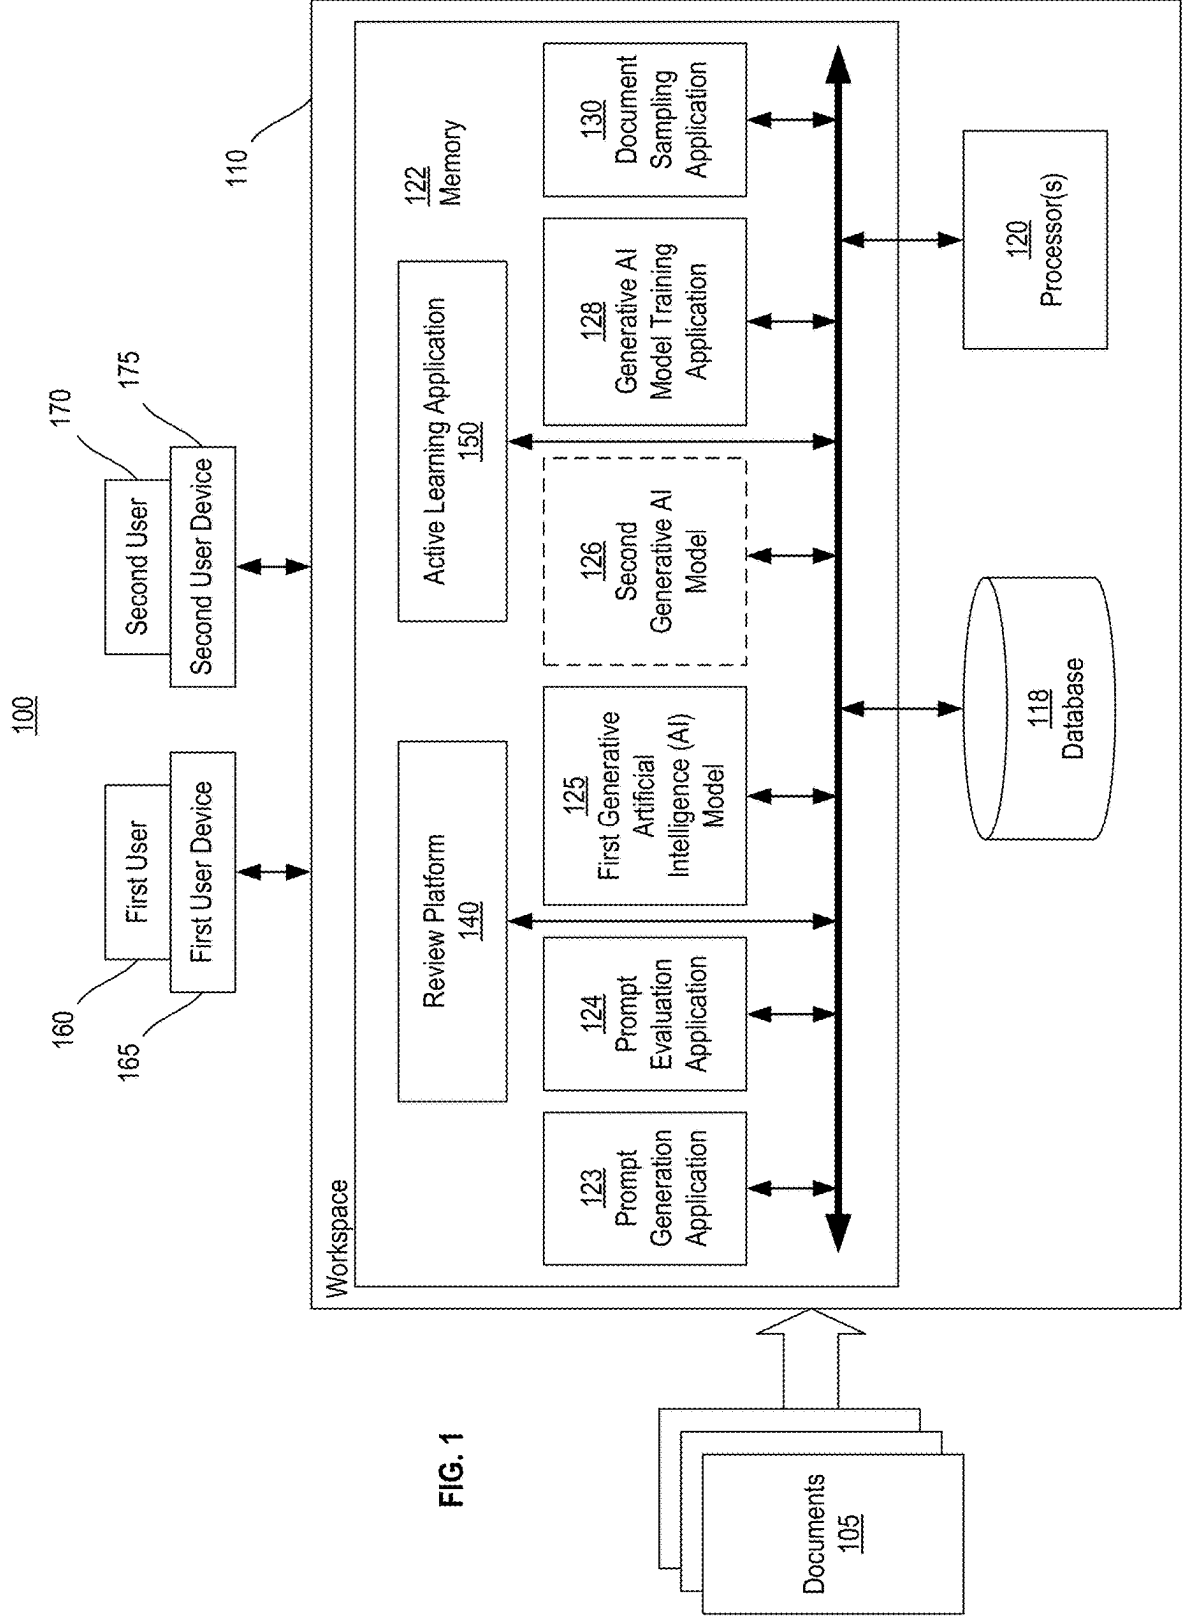 100
160
First User
165
First User Device
Second User
170
Second User Device
175
110
Workspace
Review Platform
140
Active Learning Application
150
122
Memory
123
Prompt
Generation
Application
124
Prompt
Evaluation
Application
125
First Generative
Artificial
Intelligence (AI)
Model
126
Second
Generative AI
Model
128
Generative AI
Model Training
Application
130
Document
Sampling
Application
Documents
105
118
Database
120
Processor(s)
FIG. 1